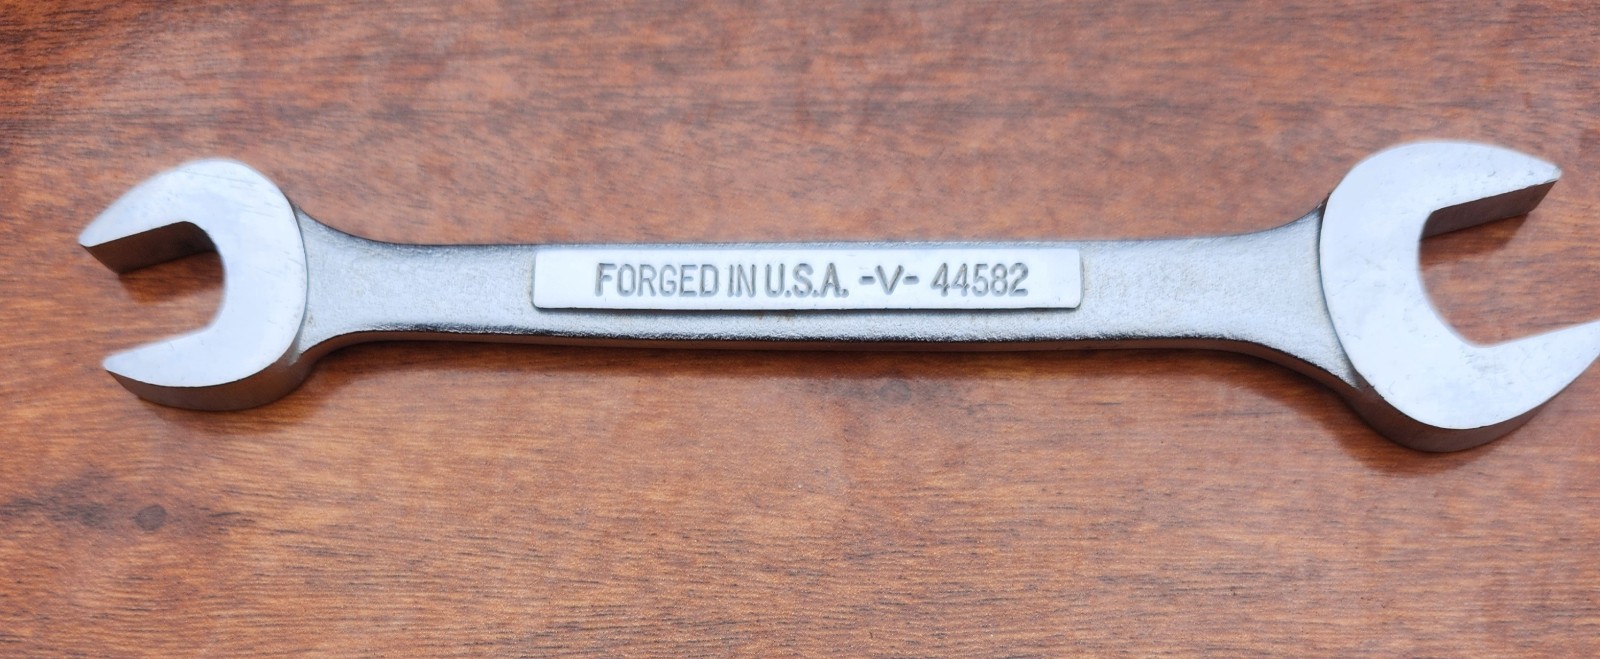 FORGED IN U.S.A. -V- 44582